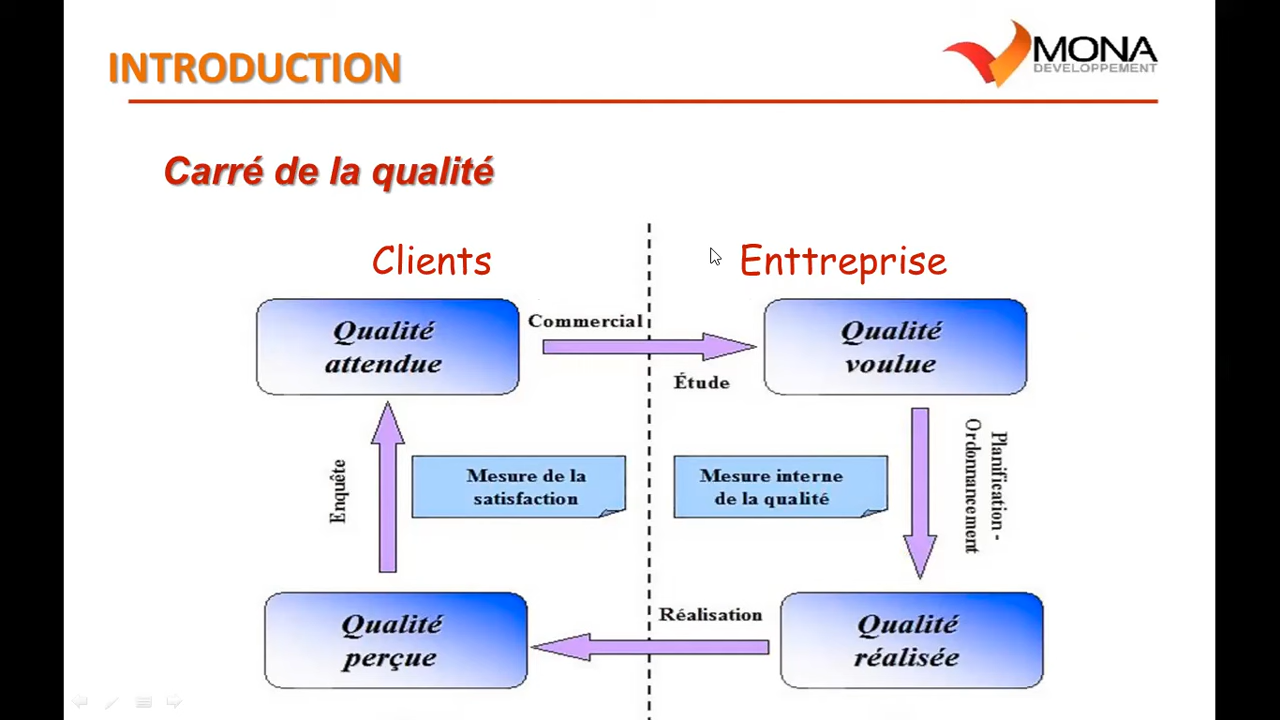 INTRODUCTION
MONA
DEVELOPPEMENT
Carré de la qualité
Clients
Enttreprise
Qualité
attendue
Commercial
Étude
Qualité
voulue
Enquête
Mesure de la
satisfaction
Mesure interne
de la qualité
Planification -
Ordonnancement
Qualité
perçue
Réalisation
Qualité
réalisée